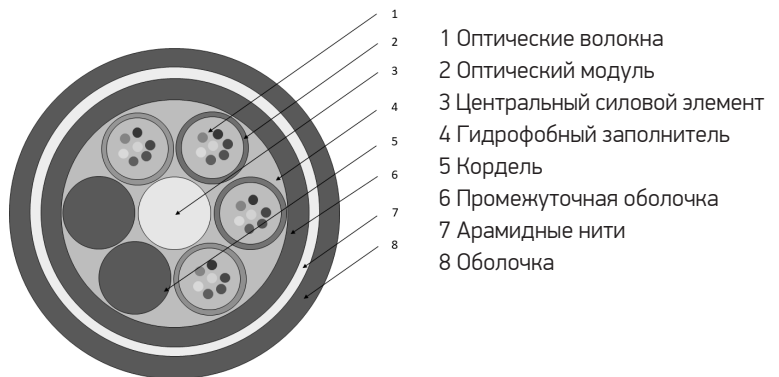 1
2
3
4
5
6
7
8
1 Оптические волокна
2 Оптический модуль
3 Центральный силовой элемент
4 Гидрофобный заполнитель
5 Кордель
6 Промежуточная оболочка
7 Арамидные нити
8 Оболочка